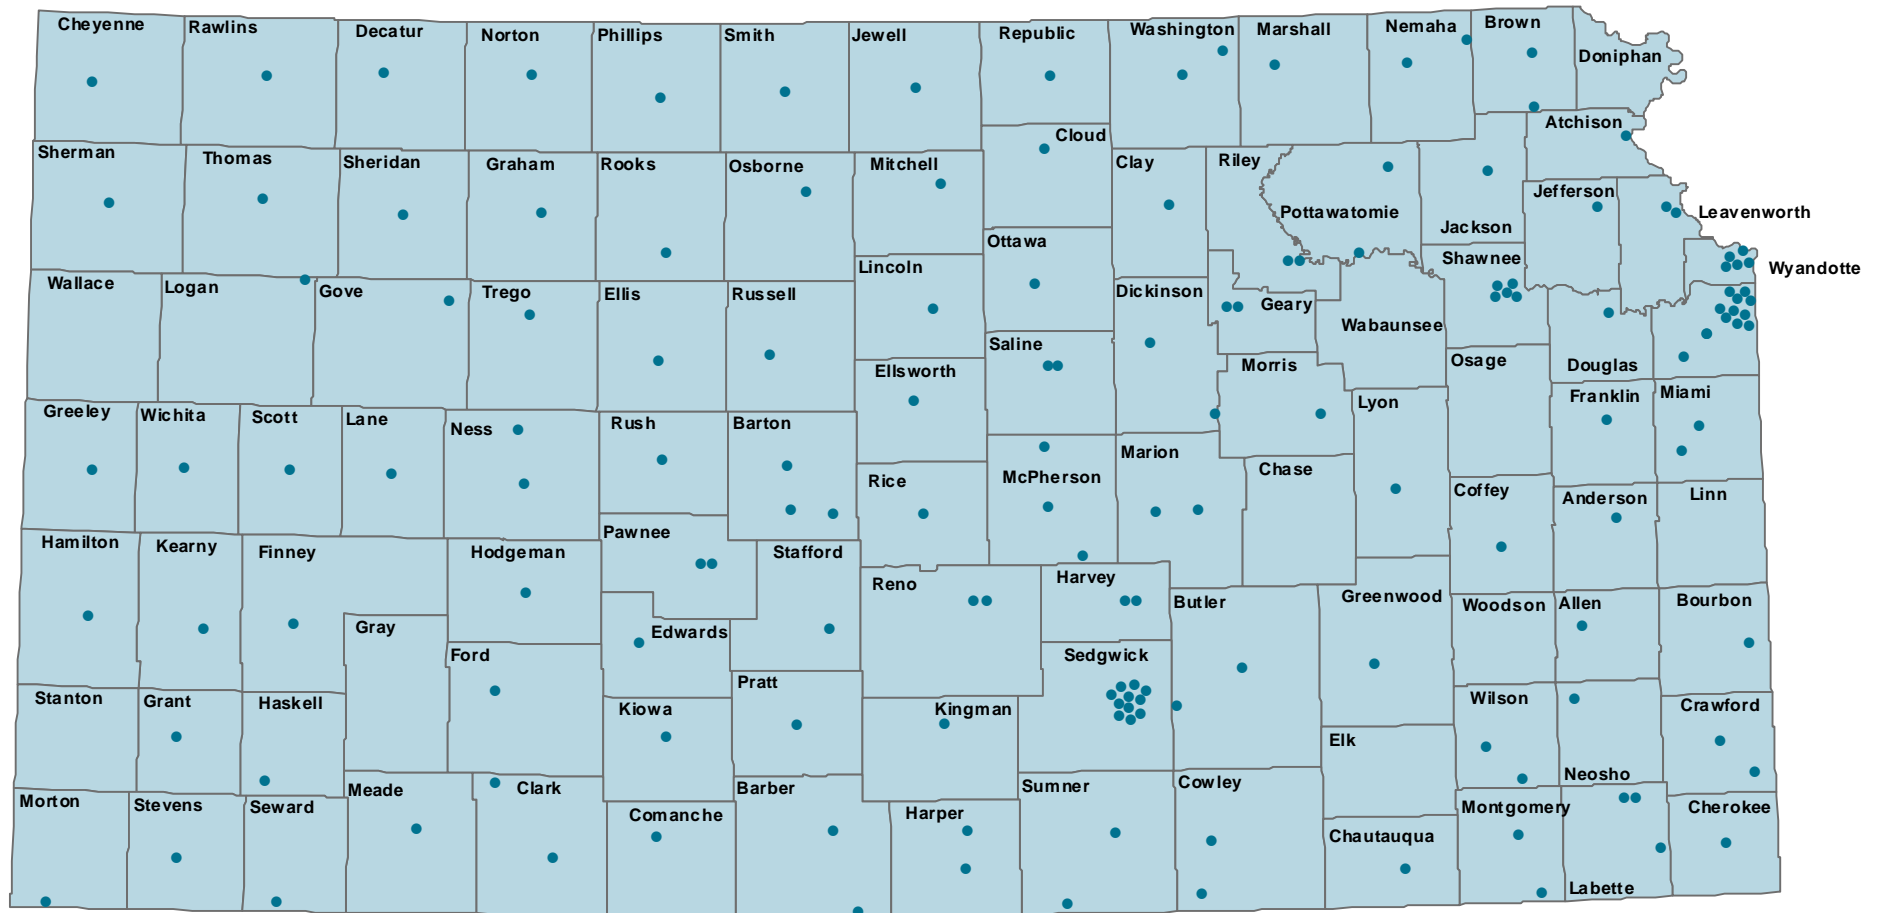 Cheyenne
Rawlins
Decatur
Norton
Phillips
Smith
Jewell
Republic
Washington
Marshall
Nemaha
Brown
Doniphan
Sherman
Thomas
Sheridan
Graham
Rooks
Osborne
Mitchell
Cloud
Clay
Riley
Pottawatomie
Jackson
Atchison
Jefferson
Leavenworth
Wyandotte
Wallace
Logan
Gove
Trego
Ellis
Russell
Lincoln
Ottawa
Saline
Dickinson
Geary
Wabaunsee
Shawnee
Douglas
Greeley
Wichita
Scott
Lane
Ness
Rush
Barton
Ellsworth
Rice
McPherson
Marion
Morris
Chase
Lyon
Osage
Franklin
Miami
Coffey
Anderson
Linn
Hamilton
Kearny
Finney
Hodgeman
Pawnee
Stafford
Reno
Harvey
Butler
Greenwood
Woodson
Allen
Bourbon
Gray
Ford
Edwards
Sedgwick
Stanton
Grant
Haskell
Kiowa
Pratt
Kingman
Elk
Wilson
Neosho
Crawford
Morton
Stevens
Seward
Meade
Clark
Comanche
Barber
Harper
Sumner
Cowley
Chautauqua
Montgomery
Labette
Cherokee